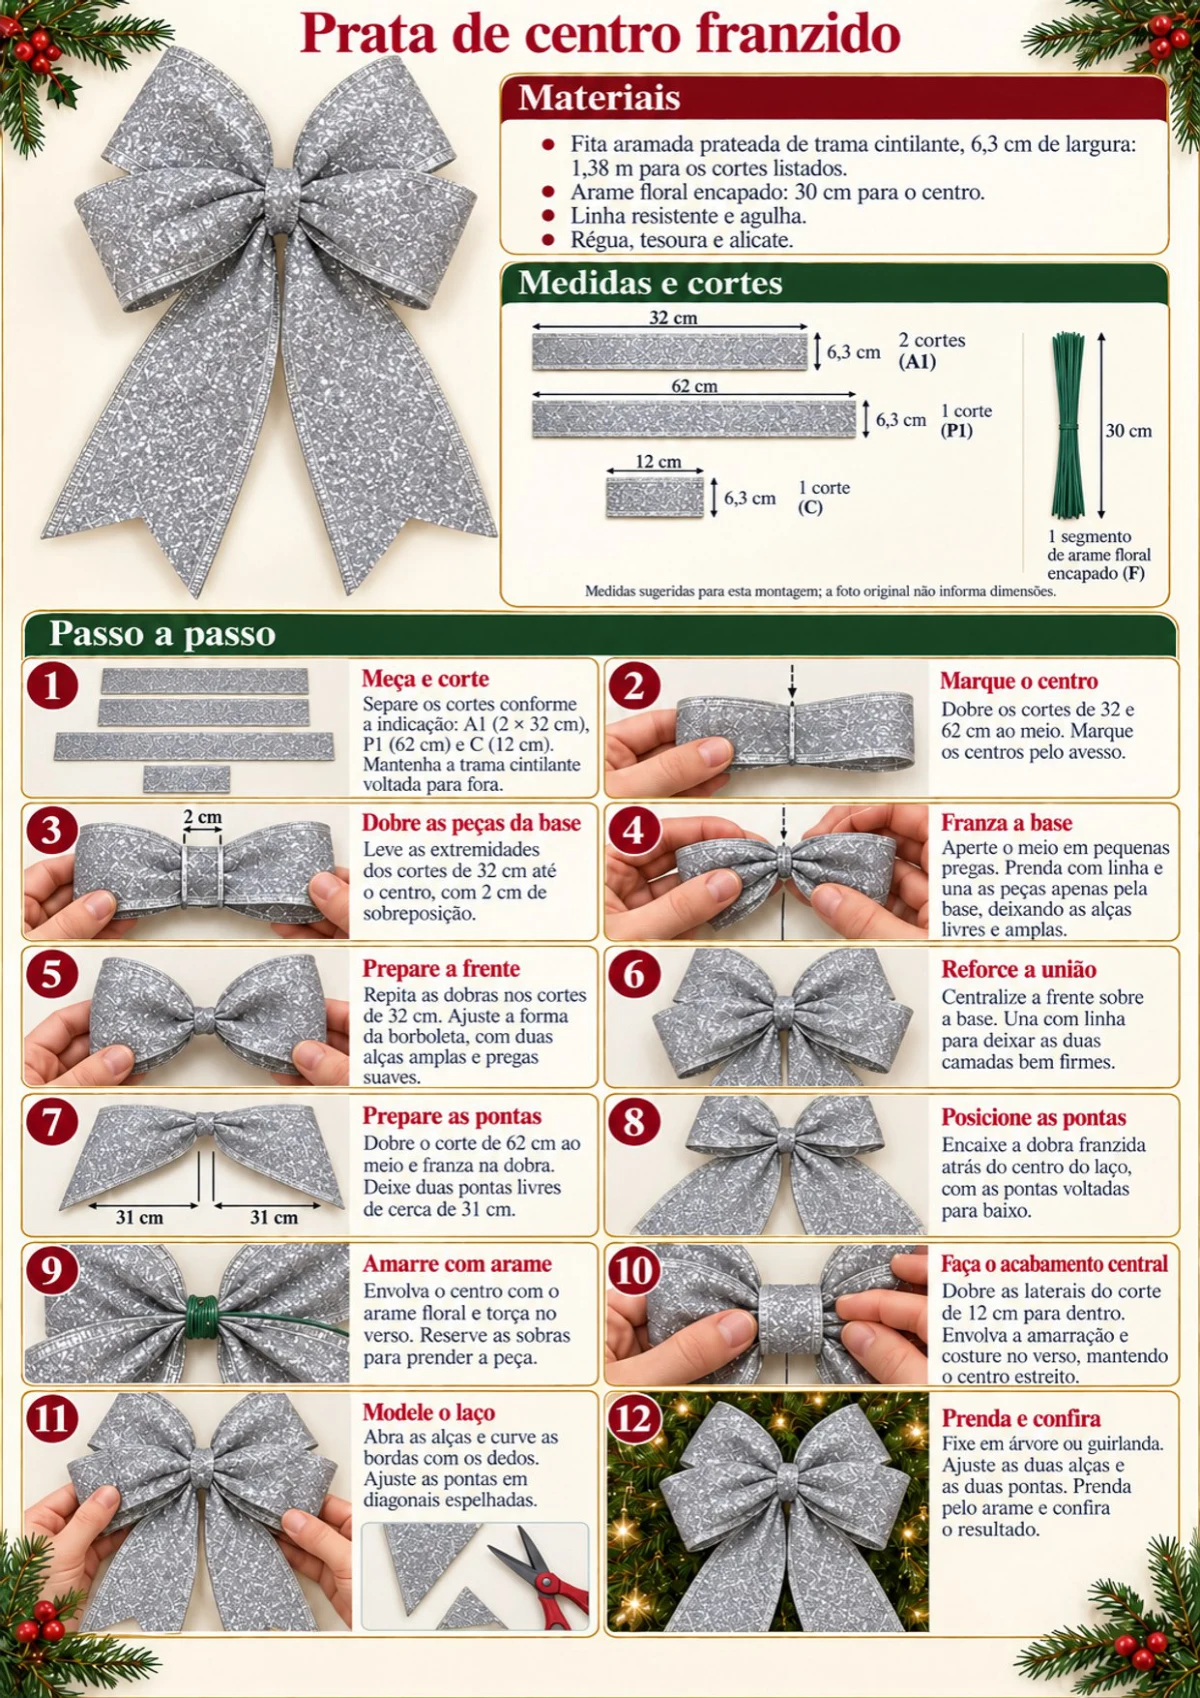 Prata de centro franzido
Materiais
● Fita aramada prateada de trama cintilante, 6,3 cm de largura:
1,38 m para os cortes listados.
● Arame floral encapado: 30 cm para o centro.
● Linha resistente e agulha.
● Régua, tesoura e alicate.
Medidas e cortes
32 cm
6,3 cm
2 cortes
(A1)
62 cm
6,3 cm
1 corte
(P1)
12 cm
6,3 cm
1 corte
(C)
30 cm
1 segmento
de arame floral
encapado (F)
Medidas sugeridas para esta montagem; a foto original não informa dimensões.
Passo a passo
1
Meça e corte
Separe os cortes conforme
a indicação: A1 (2 × 32 cm),
P1 (62 cm) e C (12 cm).
Mantenha a trama cintilante
voltada para fora.
2
Marque o centro
Dobre os cortes de 32 e
62 cm ao meio. Marque
os centros pelo avesso.
3
2 cm
Dobre as peças da base
Leve as extremidades
dos cortes de 32 cm até
o centro, com 2 cm de
sobreposição.
4
Franza a base
Aperte o meio em pequenas
pregas. Prenda com linha e
una as peças apenas pela
base, deixando as alças
livres e amplas.
5
Prepare a frente
Repita as dobras nos cortes
de 32 cm. Ajuste a forma
da borboleta, com duas
alças amplas e pregas
suaves.
6
Reforce a união
Centralize a frente sobre
a base. Una com linha
para deixar as duas
camadas bem firmes.
7
31 cm
31 cm
Prepare as pontas
Dobre o corte de 62 cm ao
meio e franza na dobra.
Deixe duas pontas livres
de cerca de 31 cm.
8
Posicione as pontas
Encaixe a dobra franzida
atrás do centro do laço,
com as pontas voltadas
para baixo.
9
Amarre com arame
Envolva o centro com o
arame floral e torça no
verso. Reserve as sobras
para prender a peça.
10
Faça o acabamento central
Dobre as laterais do corte
de 12 cm para dentro.
Envolva a amarração e
costure no verso, mantendo
o centro estreito.
11
Modele o laço
Abra as alças e curve as
bordas com os dedos.
Ajuste as pontas em
diagonais espelhadas.
12
Prenda e confira
Fixe em árvore ou guirlanda.
Ajuste as duas alças e
as duas pontas. Prenda
pelo arame e confira
o resultado.